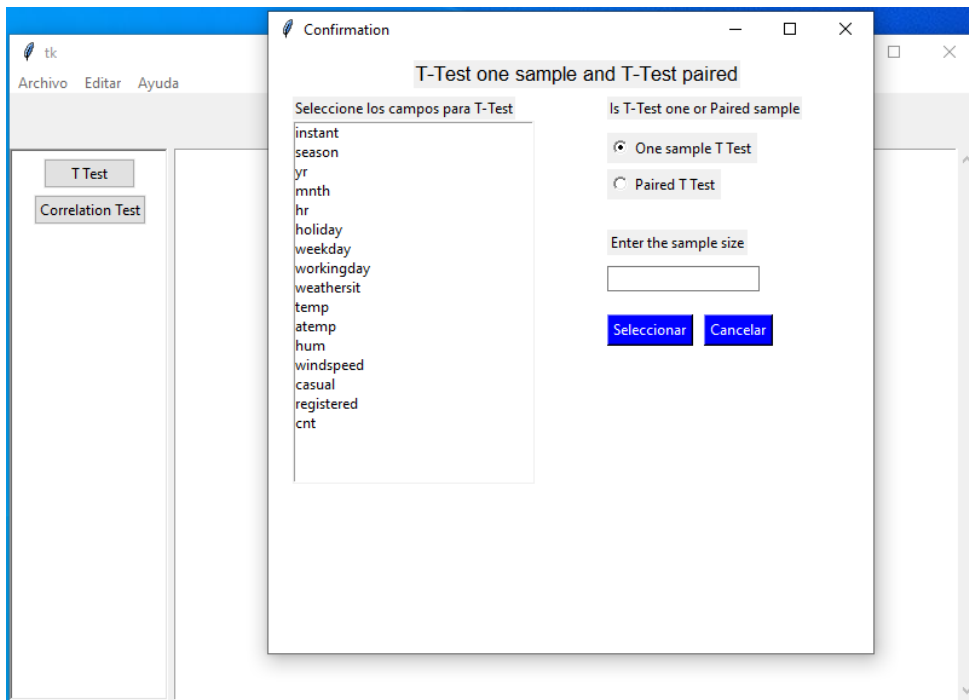 Confirmation
tk
Archivo Editar Ayuda
T-Test one sample and T-Test paired
Seleccione los campos para T-Test
Is T-Test one or Paired sample
instant
season
yr
mnth
hr
holiday
weekday
workingday
weathersit
temp
atemp
hum
windspeed
casual
registered
cnt
One sample T Test
Paired T Test
Enter the sample size
Seleccionar
Cancelar
T Test
Correlation Test